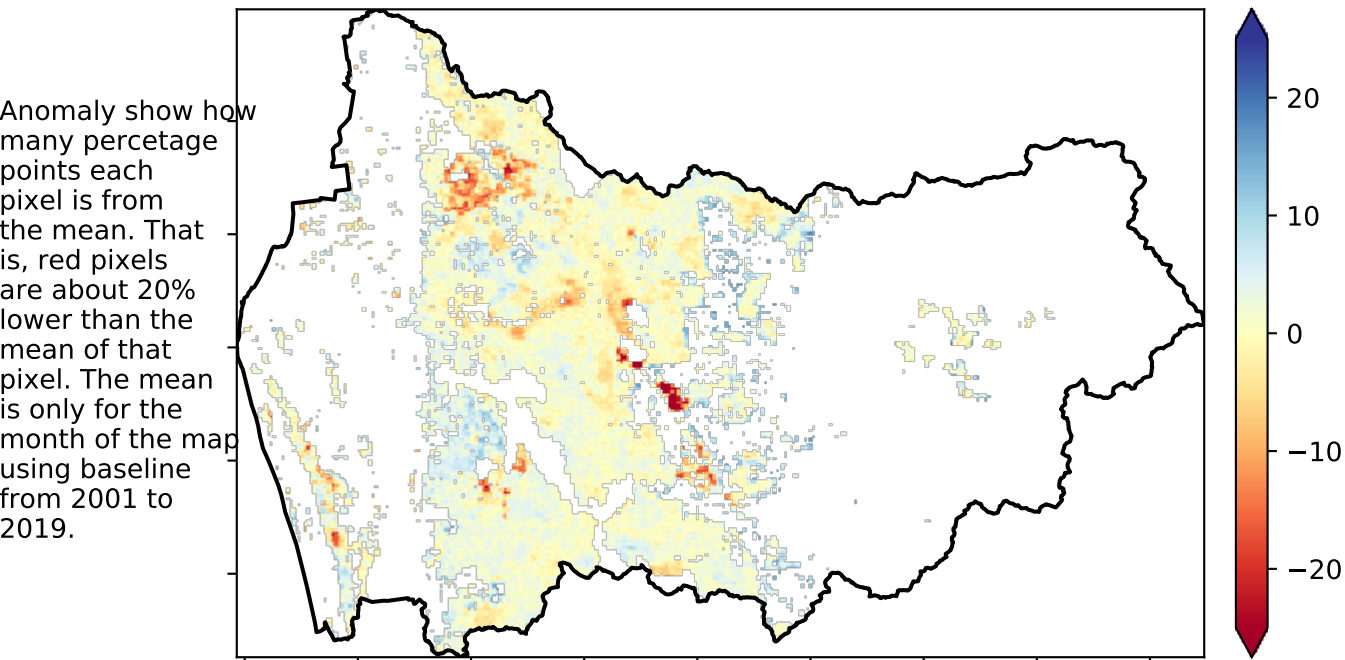 Anomaly show how
many percetage
points each
pixel is from
the mean. That
is, red pixels
are about 20%
lower than the
mean of that
pixel. The mean
is only for the
month of the map
using baseline
from 2001 to
2019.
20
10
0
−10
−20